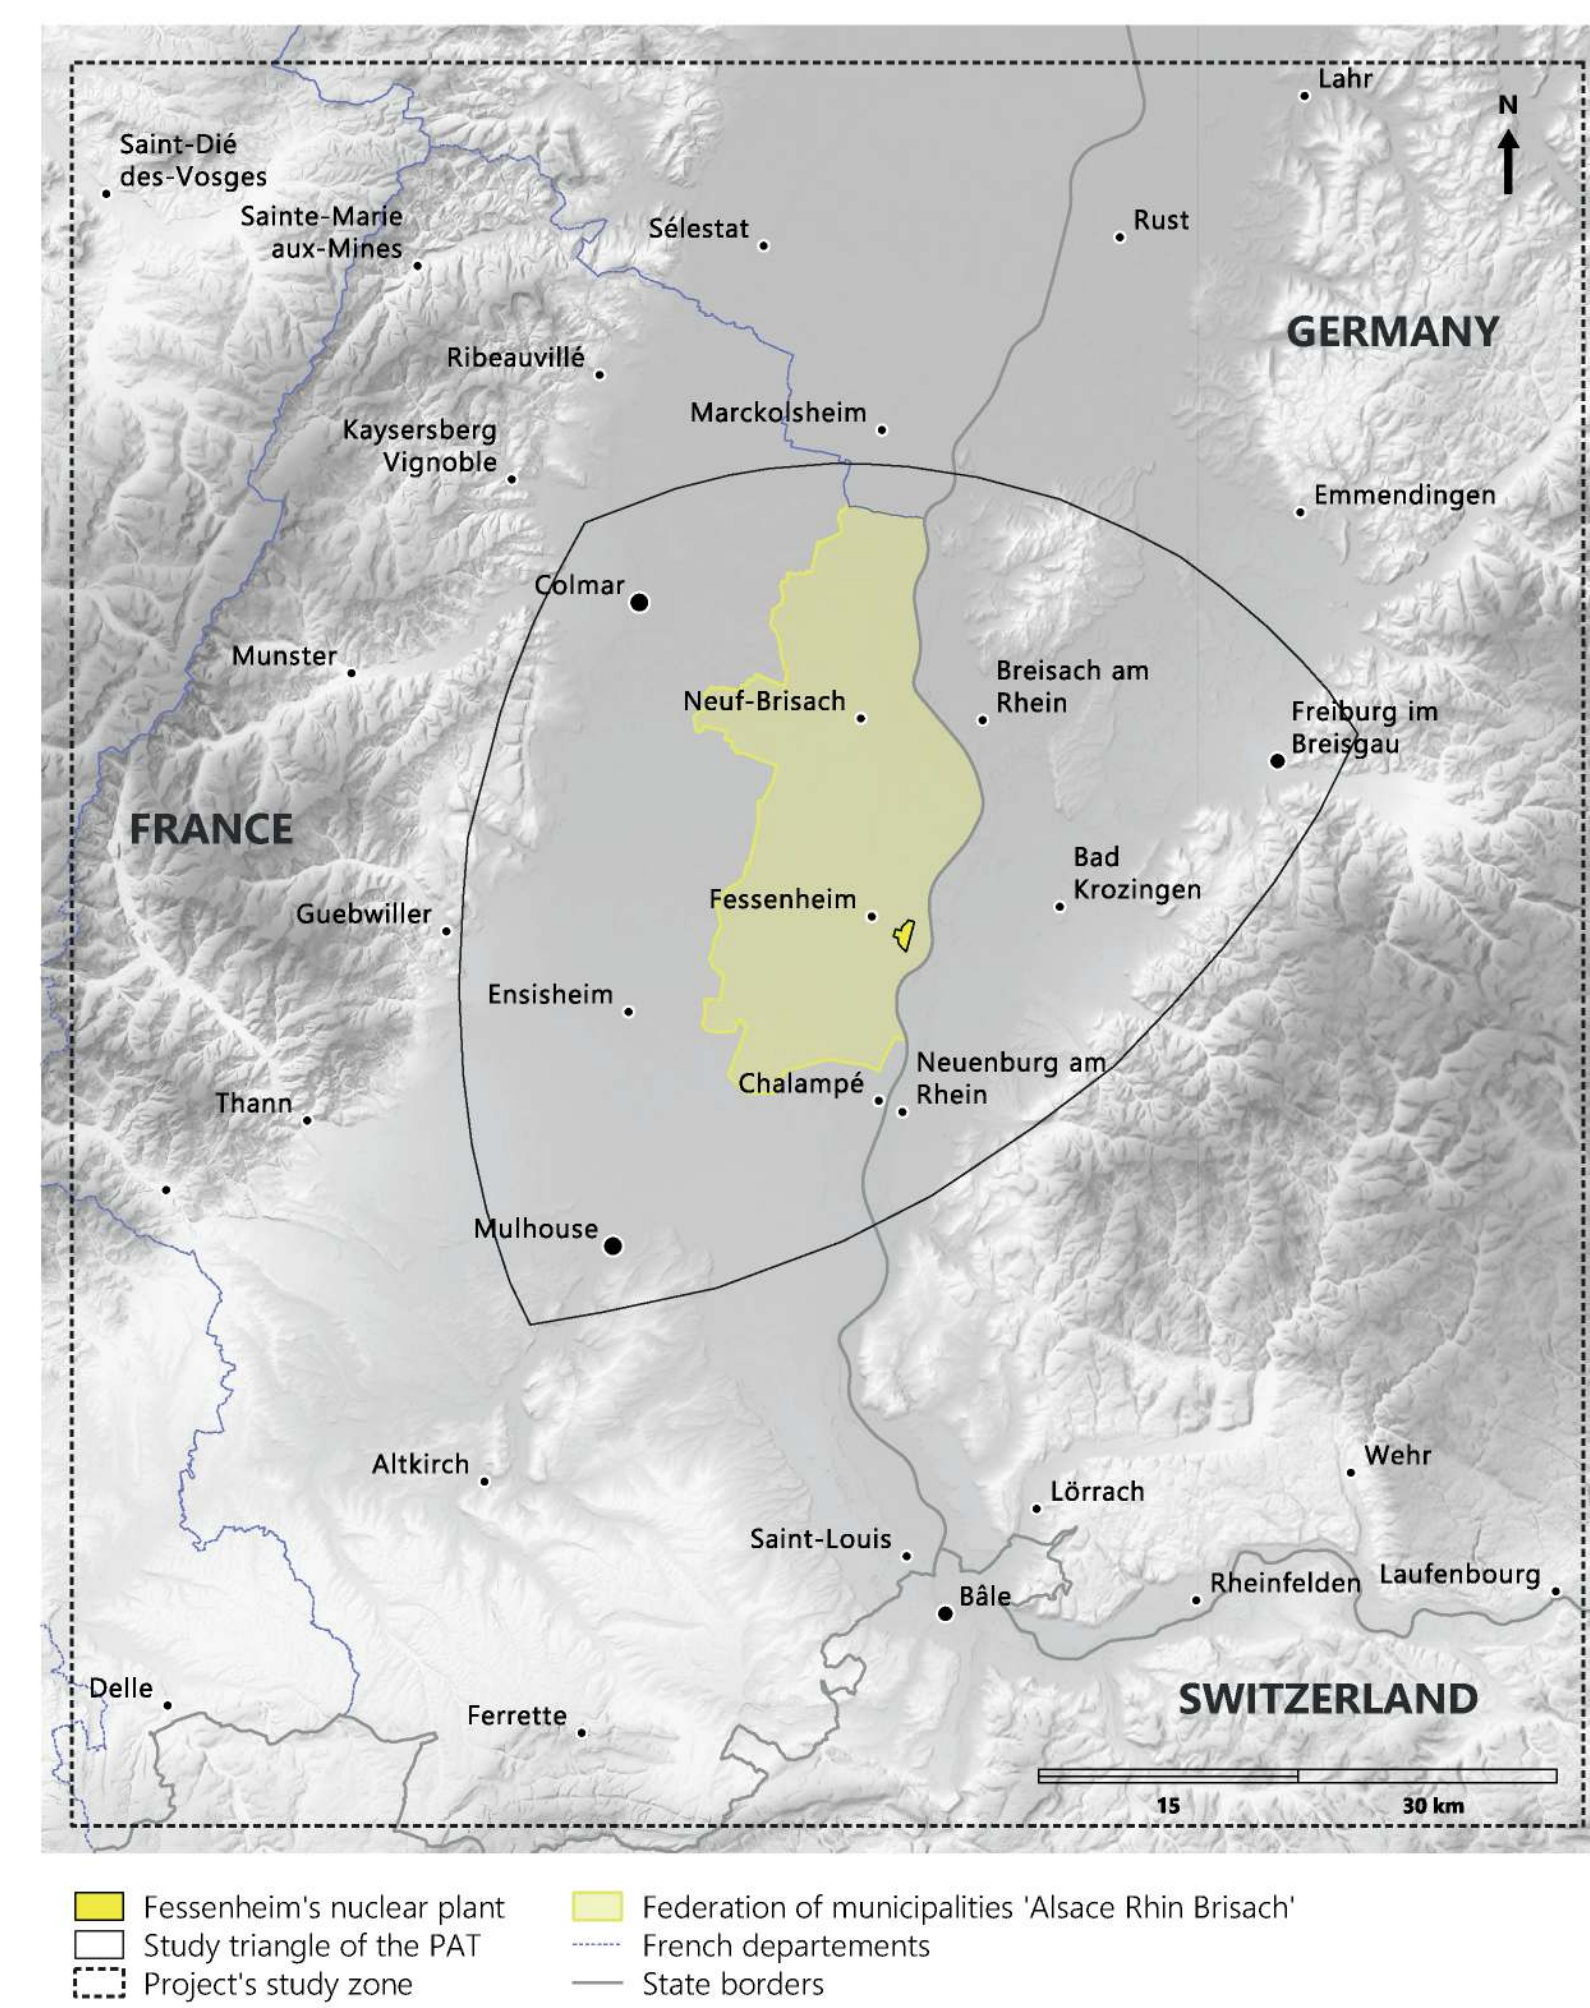 Lahr
N
Saint-Dié
des-Vosges
Sainte-Marie
aux-Mines
Sélestat
Rust
GERMANY
Ribeauvillé
Marckolsheim
Kaysersberg
Vignoble
Emmendingen
Colmar
Munster
Breisach am
Rhein
Neuf-Brisach
Freiburg im
Breisgau
FRANCE
Bad
Krozingen
Fessenheim
Guebwiller
Ensisheim
Neuenburg am
Rhein
Chalampé
Thann
Mulhouse
Altkirch
Wehr
Lörrach
Saint-Louis
Bâle
Rheinfelden
Laufenbourg
Delle
Ferrette
SWITZERLAND
15
30 km
Fessenheim's nuclear plant
Study triangle of the PAT
Project's study zone
Federation of municipalities 'Alsace Rhin Brisach'
French departements
State borders